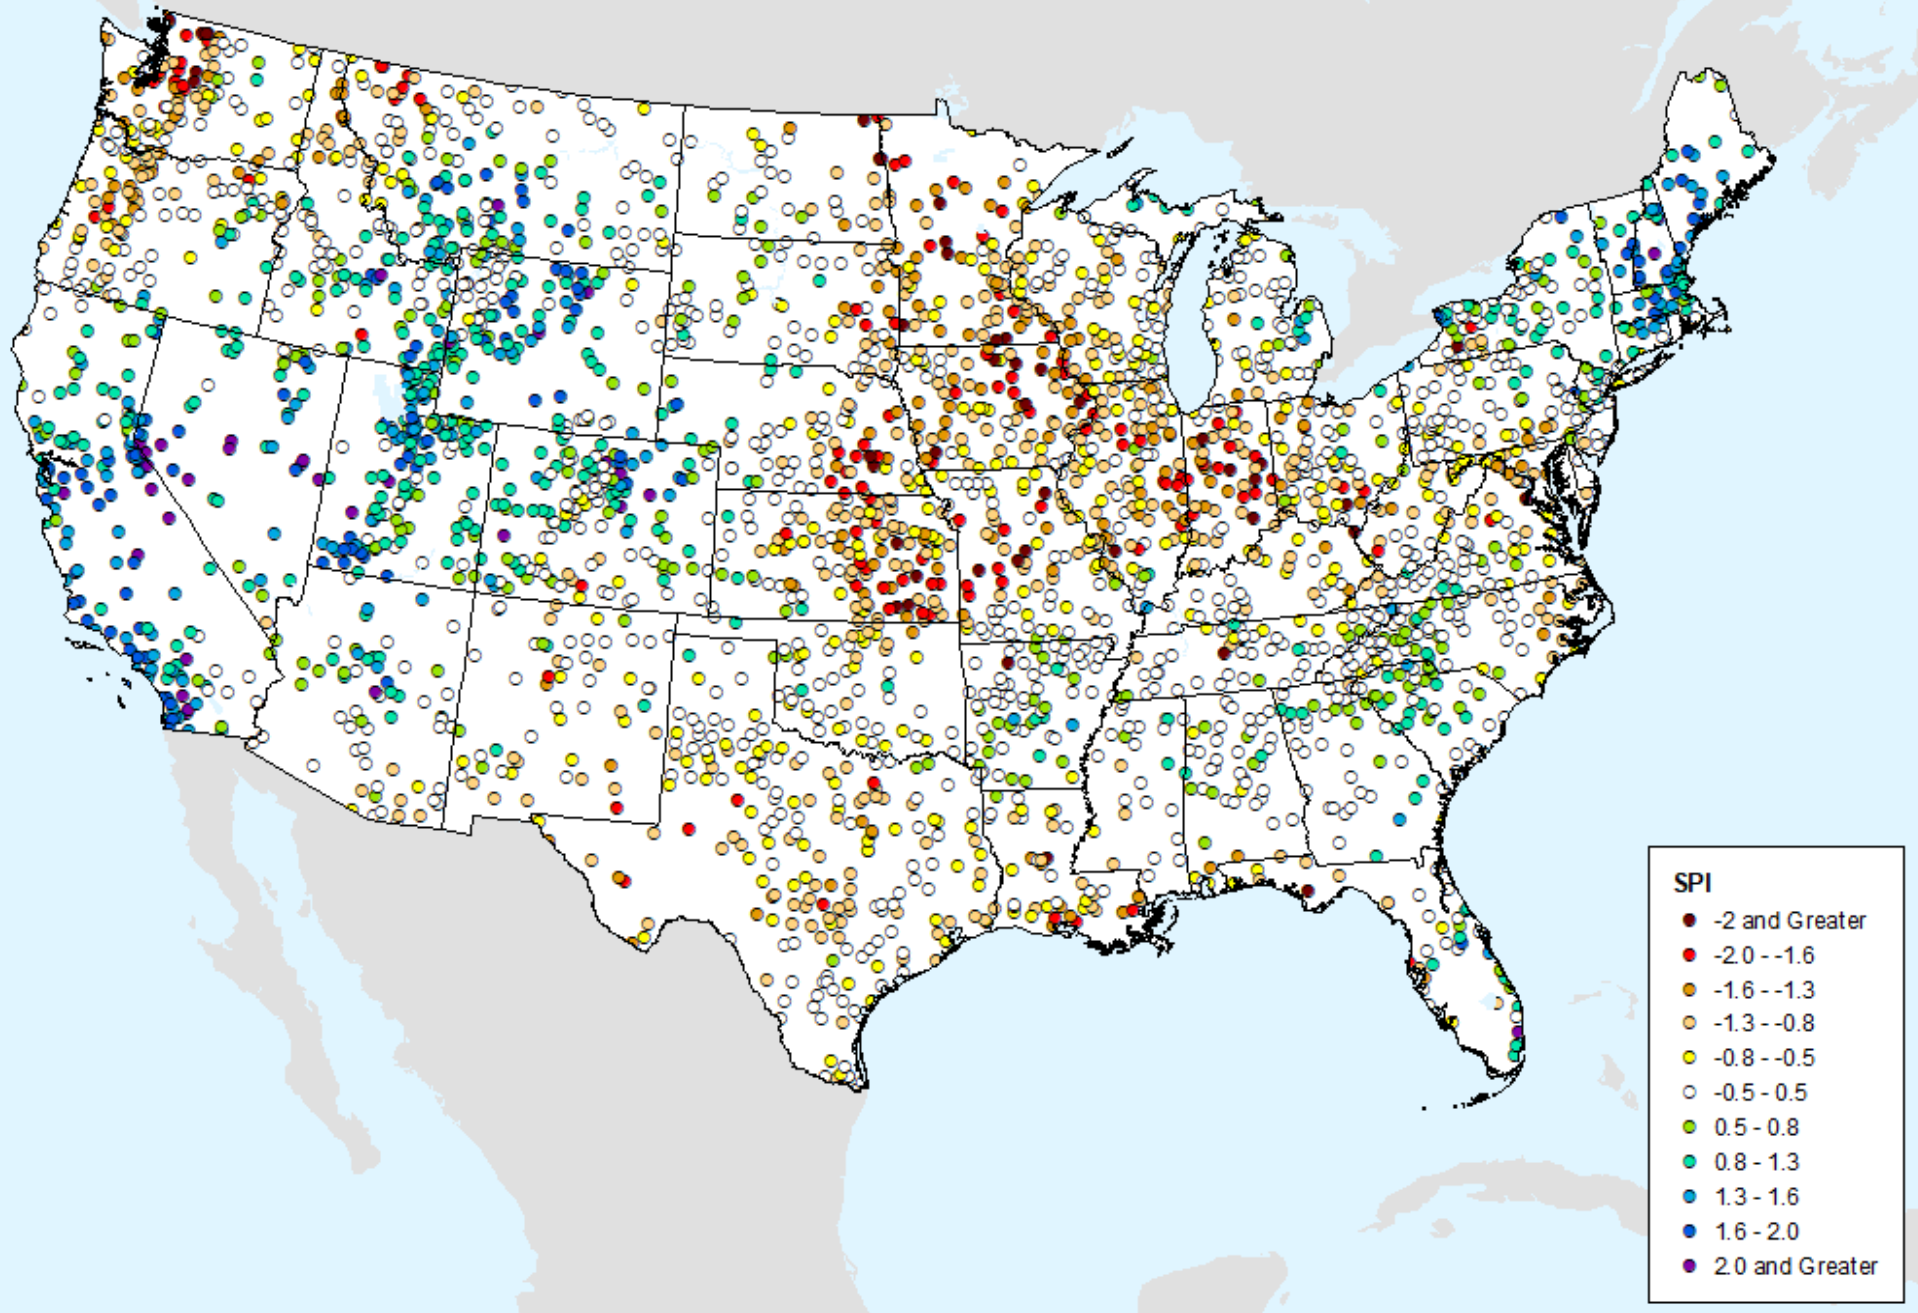 SPI
-2 and Greater
-2.0 - -1.6
-1.6 - -1.3
-1.3 - -0.8
-0.8 - -0.5
-0.5 - 0.5
0.5 - 0.8
0.8 - 1.3
1.3 - 1.6
1.6 - 2.0
2.0 and Greater